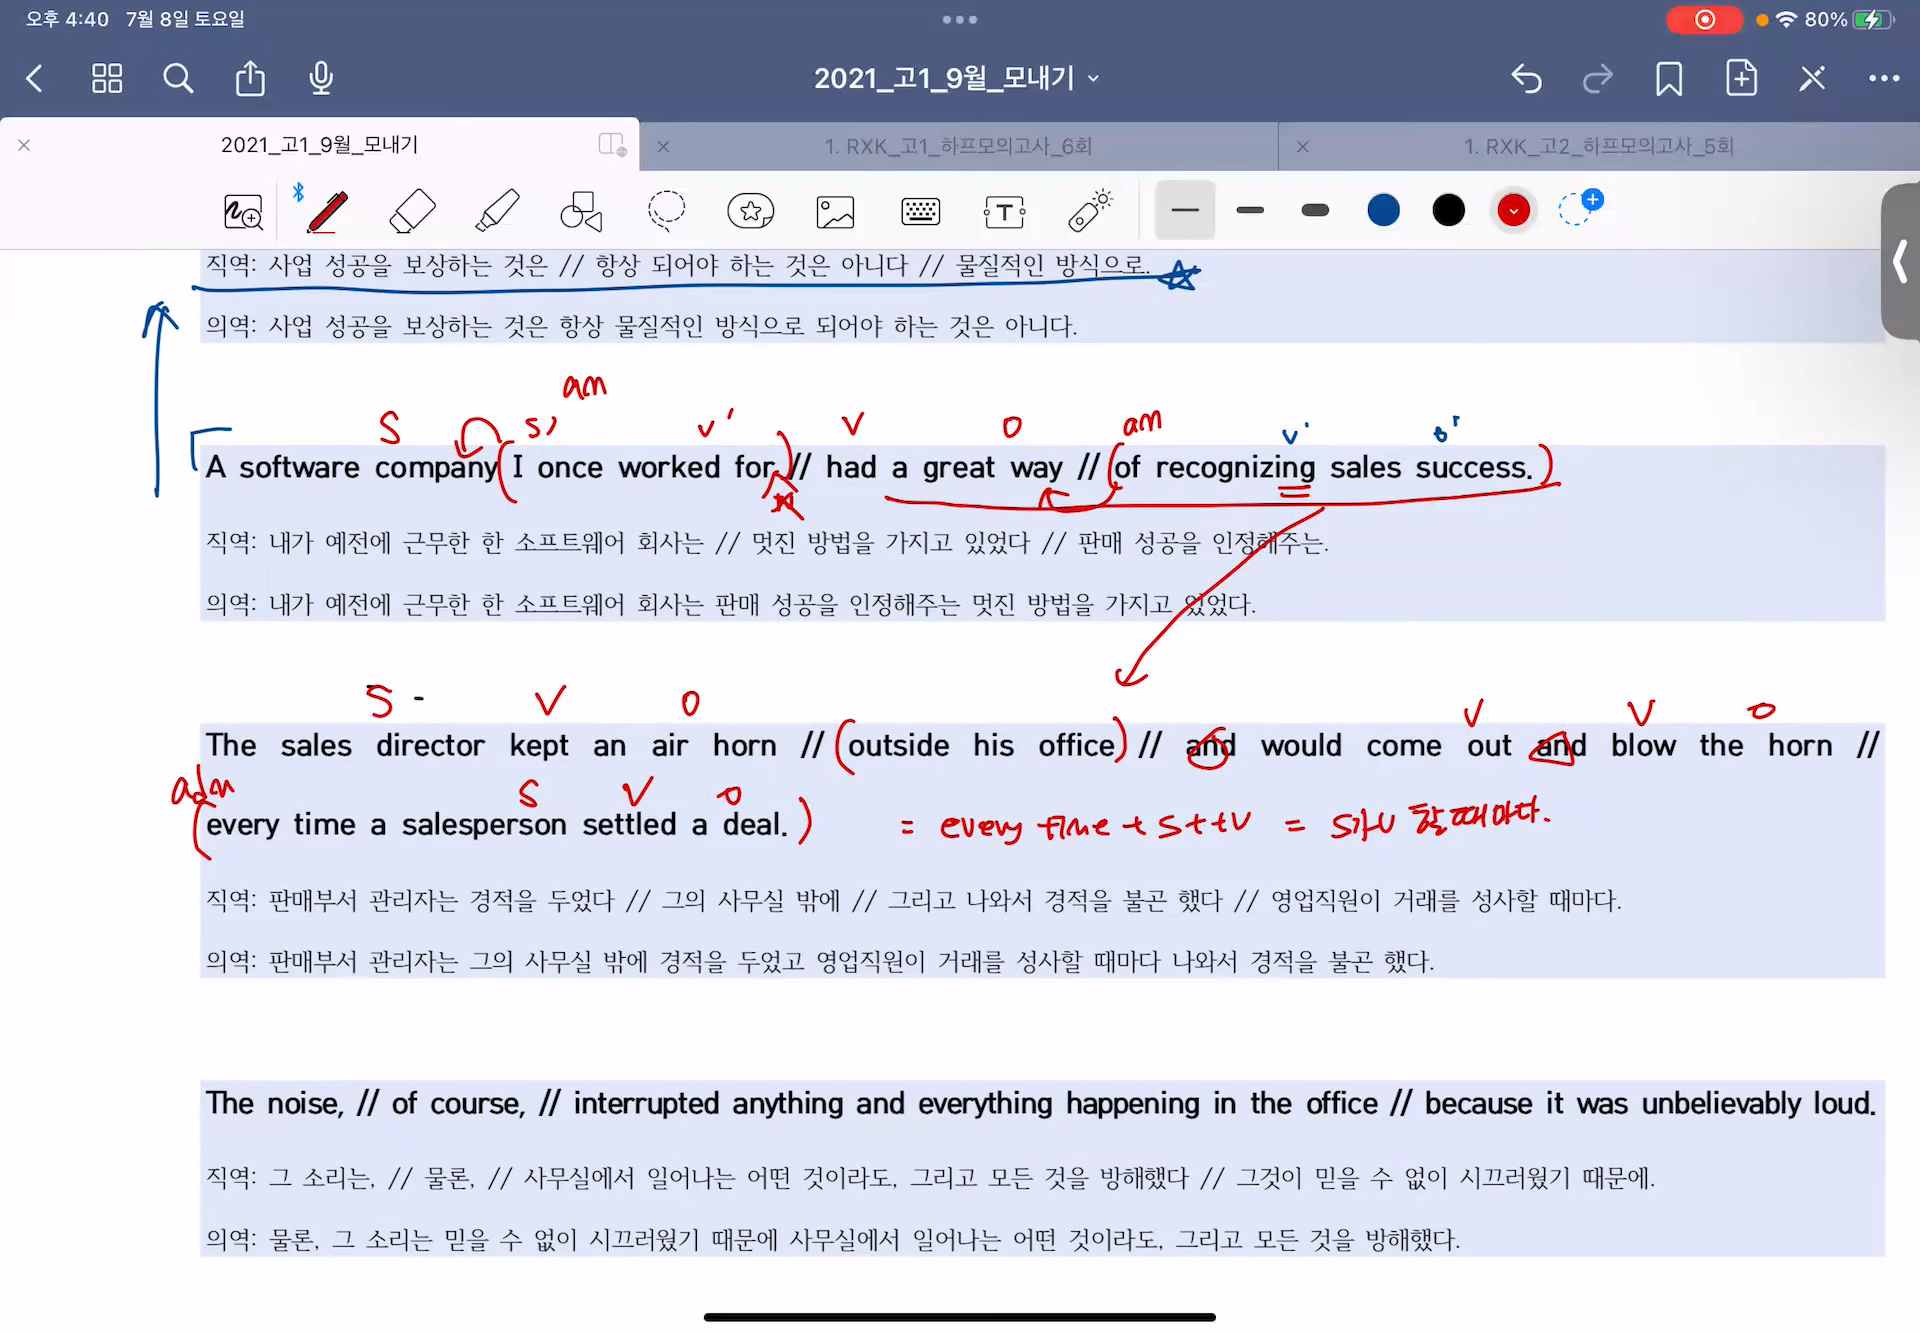 오후 4:40 7월 8일 토요일
80%
2021_고1_9월_모내기
2021_고1_9월_모내기
1. RXK_고1_하프모의고사_6회
1. RXK_고2_하프모의고사_5회
직역: 사업 성공을 보상하는 것은 // 항상 되어야 하는 것은 아니다 // 물질적인 방식으로.
의역: 사업 성공을 보상하는 것은 항상 물질적인 방식으로 되어야 하는 것은 아니다.
am
S s' v' V O am v' o'
A software company (I once worked for) // had a great way // (of recognizing sales success.)
직역: 내가 예전에 근무한 한 소프트웨어 회사는 // 멋진 방법을 가지고 있었다 // 판매 성공을 인정해주는.
의역: 내가 예전에 근무한 한 소프트웨어 회사는 판매 성공을 인정해주는 멋진 방법을 가지고 있었다.
S V O V V O
The sales director kept an air horn // (outside his office) // and would come out and blow the horn //
adm S V O
(every time a salesperson settled a deal.) = every time + S + tV = S가 V 할 때마다.
직역: 판매부서 관리자는 경적을 두었다 // 그의 사무실 밖에 // 그리고 나와서 경적을 불곤 했다 // 영업직원이 거래를 성사할 때마다.
의역: 판매부서 관리자는 그의 사무실 밖에 경적을 두었고 영업직원이 거래를 성사할 때마다 나와서 경적을 불곤 했다.
The noise, // of course, // interrupted anything and everything happening in the office // because it was unbelievably loud.
직역: 그 소리는, // 물론, // 사무실에서 일어나는 어떤 것이라도, 그리고 모든 것을 방해했다 // 그것이 믿을 수 없이 시끄러웠기 때문에.
의역: 물론, 그 소리는 믿을 수 없이 시끄러웠기 때문에 사무실에서 일어나는 어떤 것이라도, 그리고 모든 것을 방해했다.